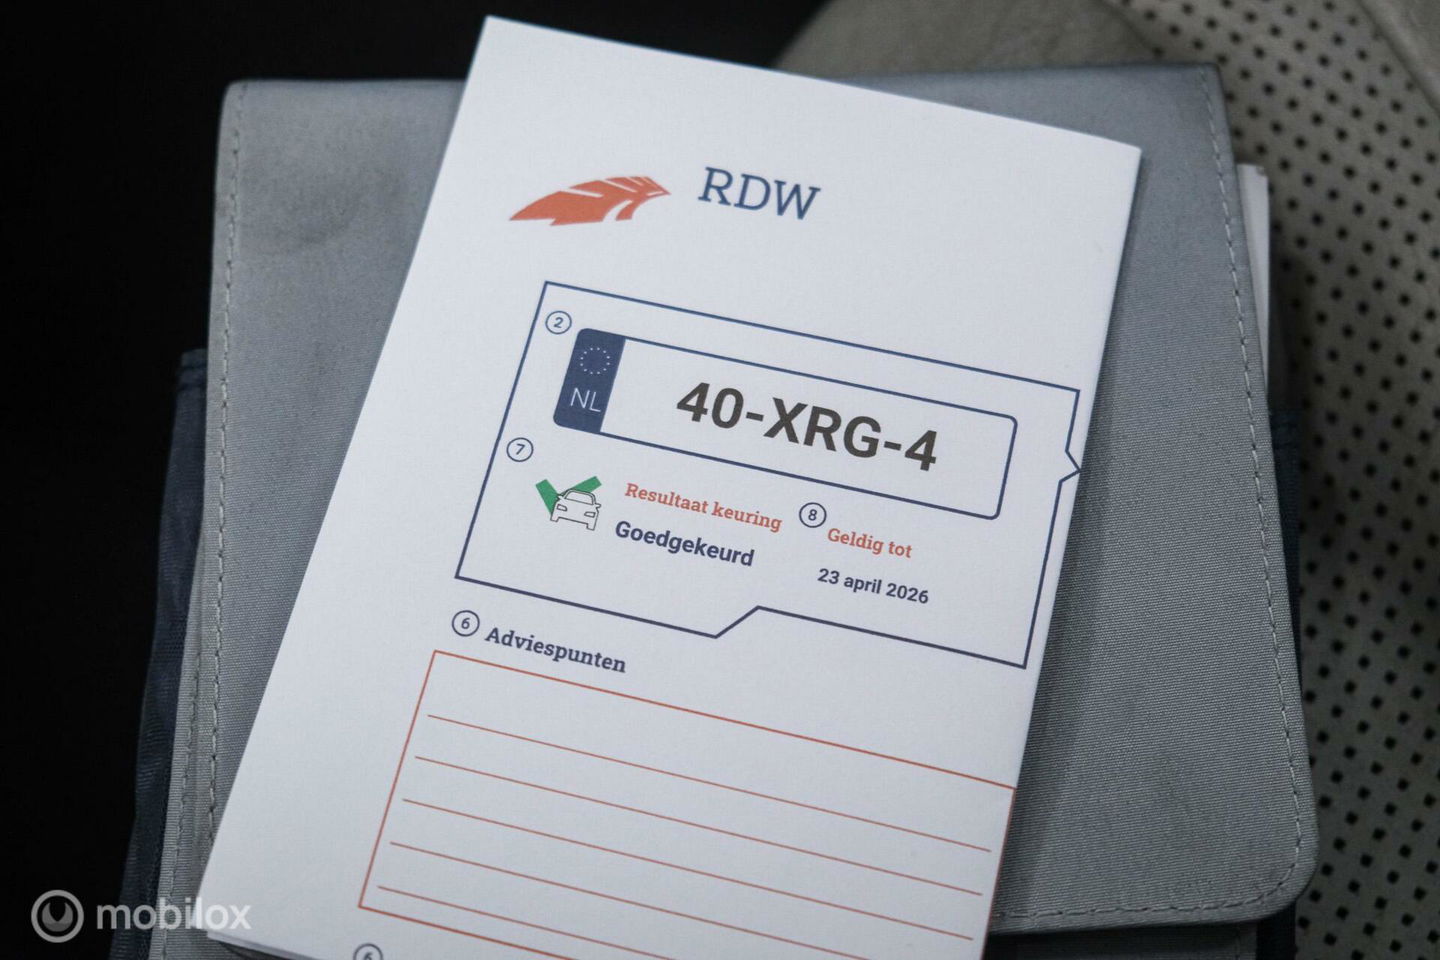 RDW
2
NL
40-XRG-4
7
Resultaat keuring
Goedgekeurd
8
Geldig tot
23 april 2026
6 Adviespunten
6
mobilox